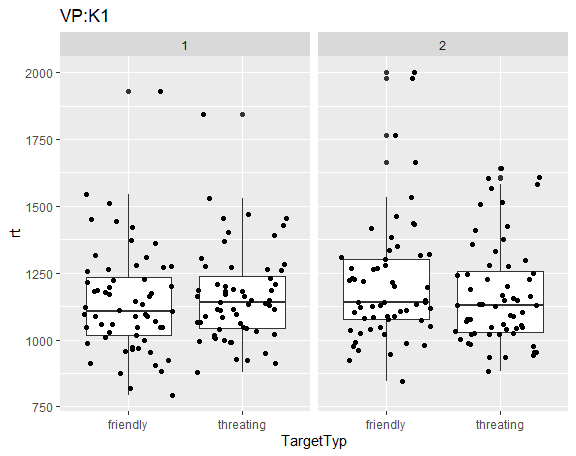 VP:K1
1 2
rt
2000
1750
1500
1250
1000
750
friendly threating friendly threating
TargetTyp